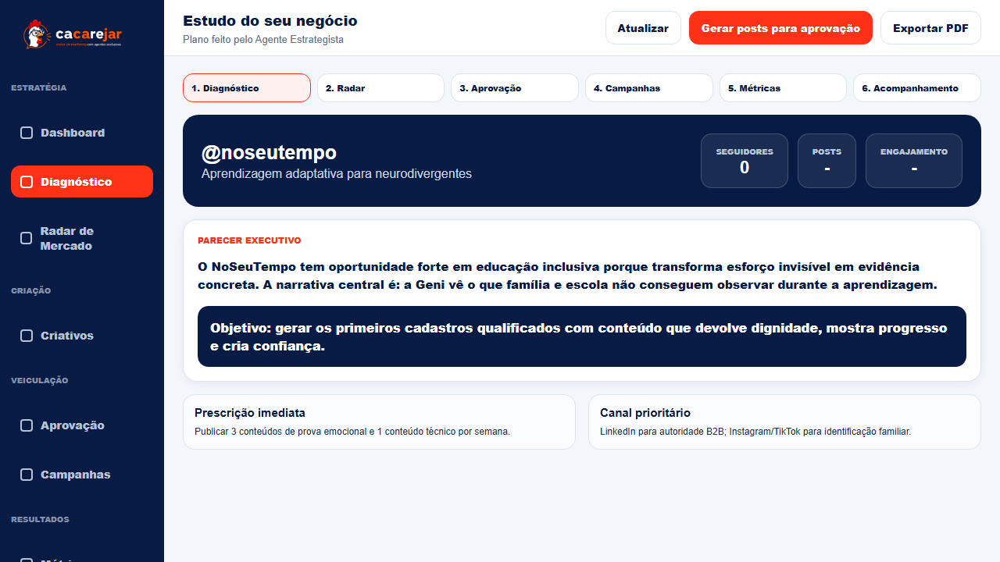 cacarejar
ESTRATÉGIA
Dashboard
Diagnóstico
Radar de
Mercado
CRIAÇÃO
Criativos
VEICULAÇÃO
Aprovação
Campanhas
RESULTADOS
Estudo do seu negócio
Plano feito pelo Agente Estrategista
Atualizar
Gerar posts para aprovação
Exportar PDF
1. Diagnóstico
2. Radar
3. Aprovação
4. Campanhas
5. Métricas
6. Acompanhamento
@noseutempo
Aprendizagem adaptativa para neurodivergentes
SEGUIDORES
0
POSTS
-
ENGAJAMENTO
-
PARECER EXECUTIVO
O NoSeuTempo tem oportunidade forte em educação inclusiva porque transforma esforço invisível em evidência
concreta. A narrativa central é: a Geni vê o que família e escola não conseguem observar durante a aprendizagem.
Objetivo: gerar os primeiros cadastros qualificados com conteúdo que devolve dignidade, mostra progresso
e cria confiança.
Prescrição imediata
Publicar 3 conteúdos de prova emocional e 1 conteúdo técnico por semana.
Canal prioritário
LinkedIn para autoridade B2B; Instagram/TikTok para identificação familiar.